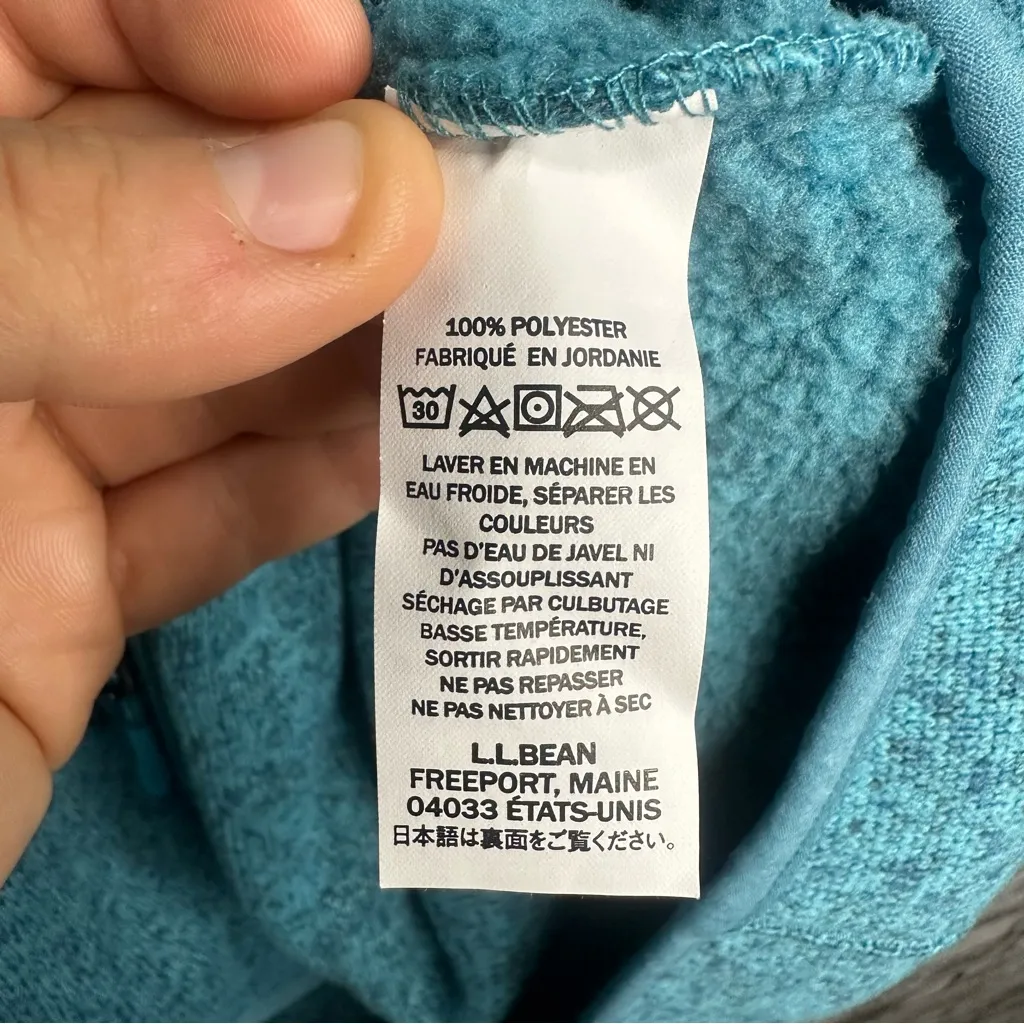 100% POLYESTER
FABRIQUÉ EN JORDANIE
30
LAVER EN MACHINE EN
EAU FROIDE, SÉPARER LES
COULEURS
PAS D'EAU DE JAVEL NI
D'ASSOUPLISSANT
SÉCHAGE PAR CULBUTAGE
BASSE TEMPÉRATURE,
SORTIR RAPIDEMENT
NE PAS REPASSER
NE PAS NETTOYER À SEC
L.L.BEAN
FREEPORT, MAINE
04033 ÉTATS-UNIS
日本語は裏面をご覧ください。